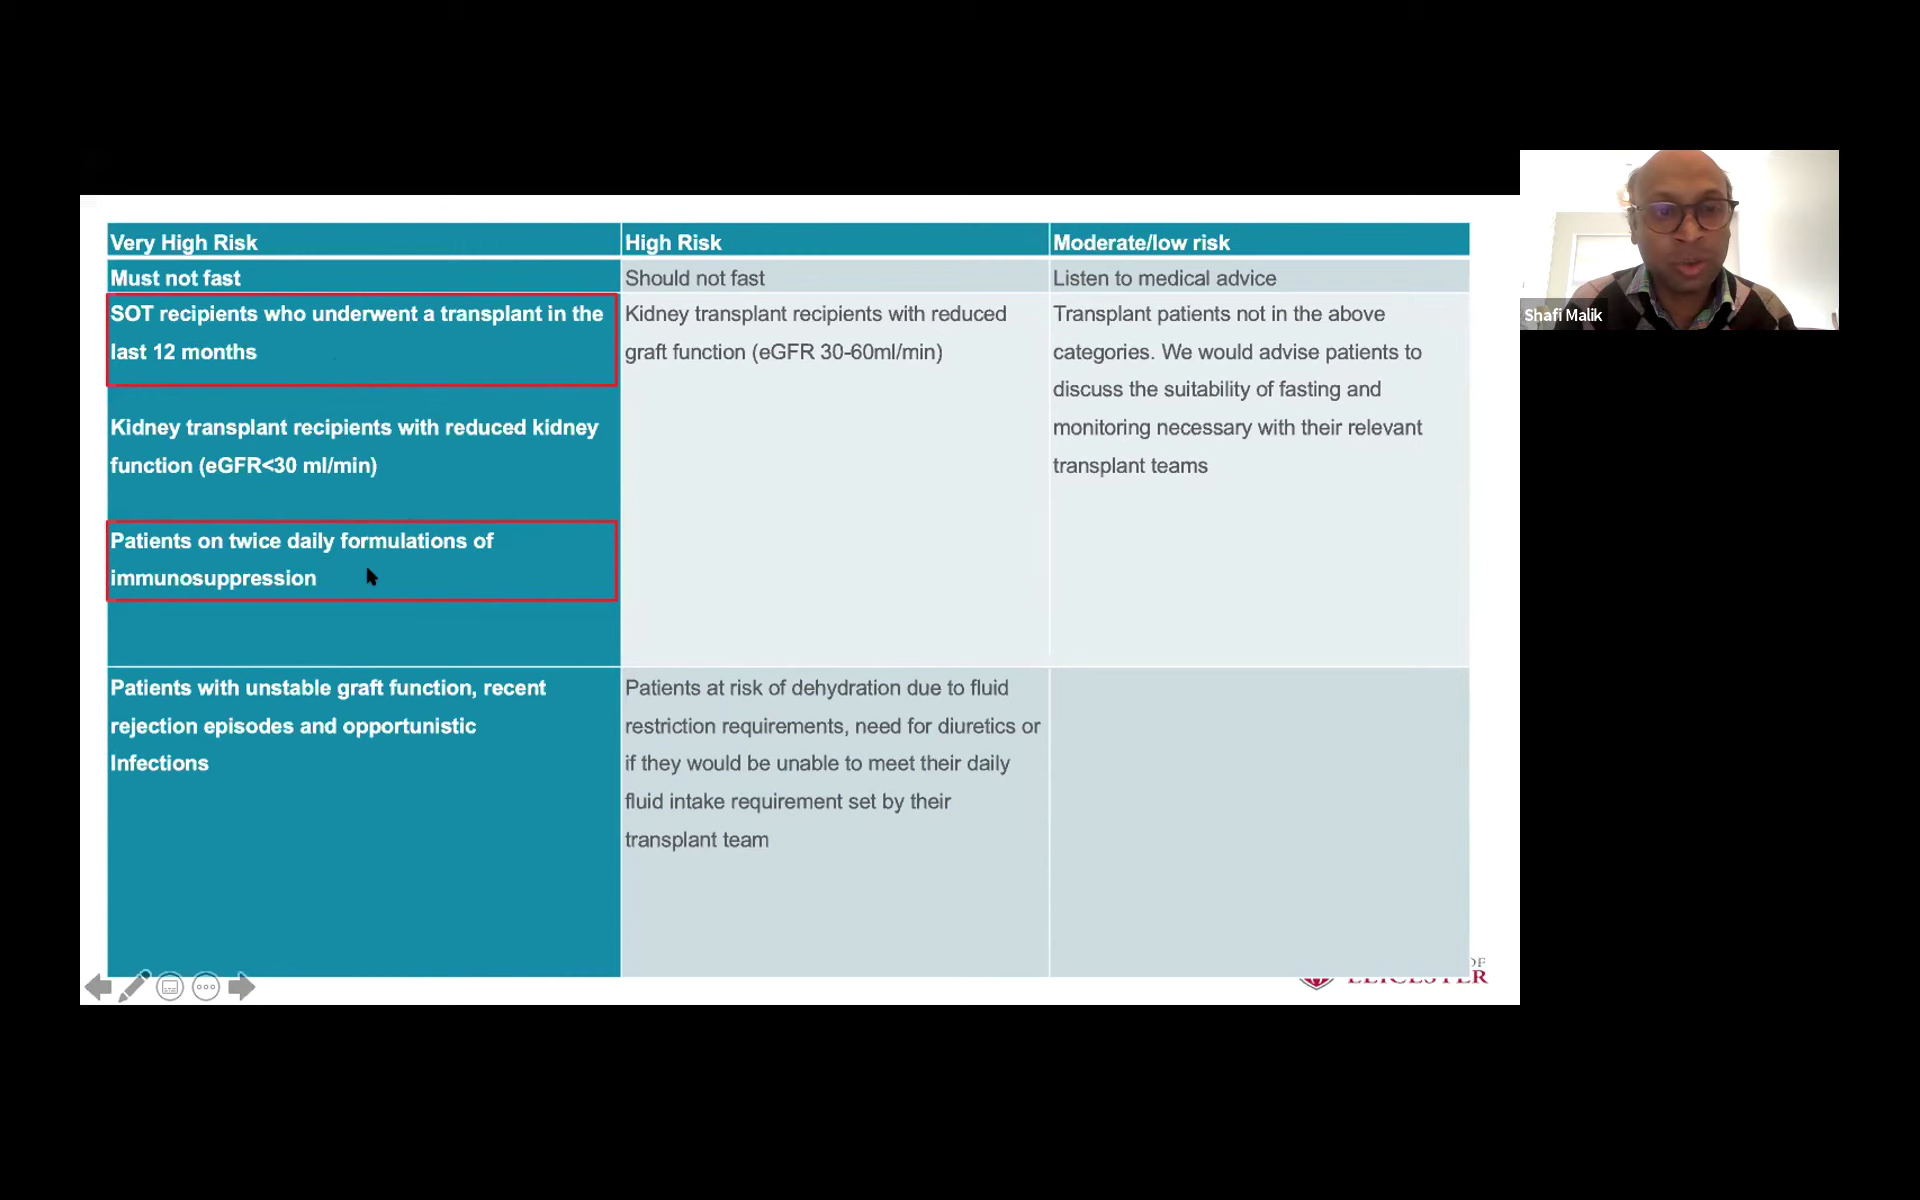 Very High Risk
High Risk
Moderate/low risk
Must not fast
Should not fast
Listen to medical advice
SOT recipients who underwent a transplant in the
last 12 months
Kidney transplant recipients with reduced kidney
function (eGFR<30 ml/min)
Patients on twice daily formulations of
immunosuppression
Kidney transplant recipients with reduced
graft function (eGFR 30-60ml/min)
Transplant patients not in the above
categories. We would advise patients to
discuss the suitability of fasting and
monitoring necessary with their relevant
transplant teams
Patients with unstable graft function, recent
rejection episodes and opportunistic
Infections
Patients at risk of dehydration due to fluid
restriction requirements, need for diuretics or
if they would be unable to meet their daily
fluid intake requirement set by their
transplant team
Shafi Malik